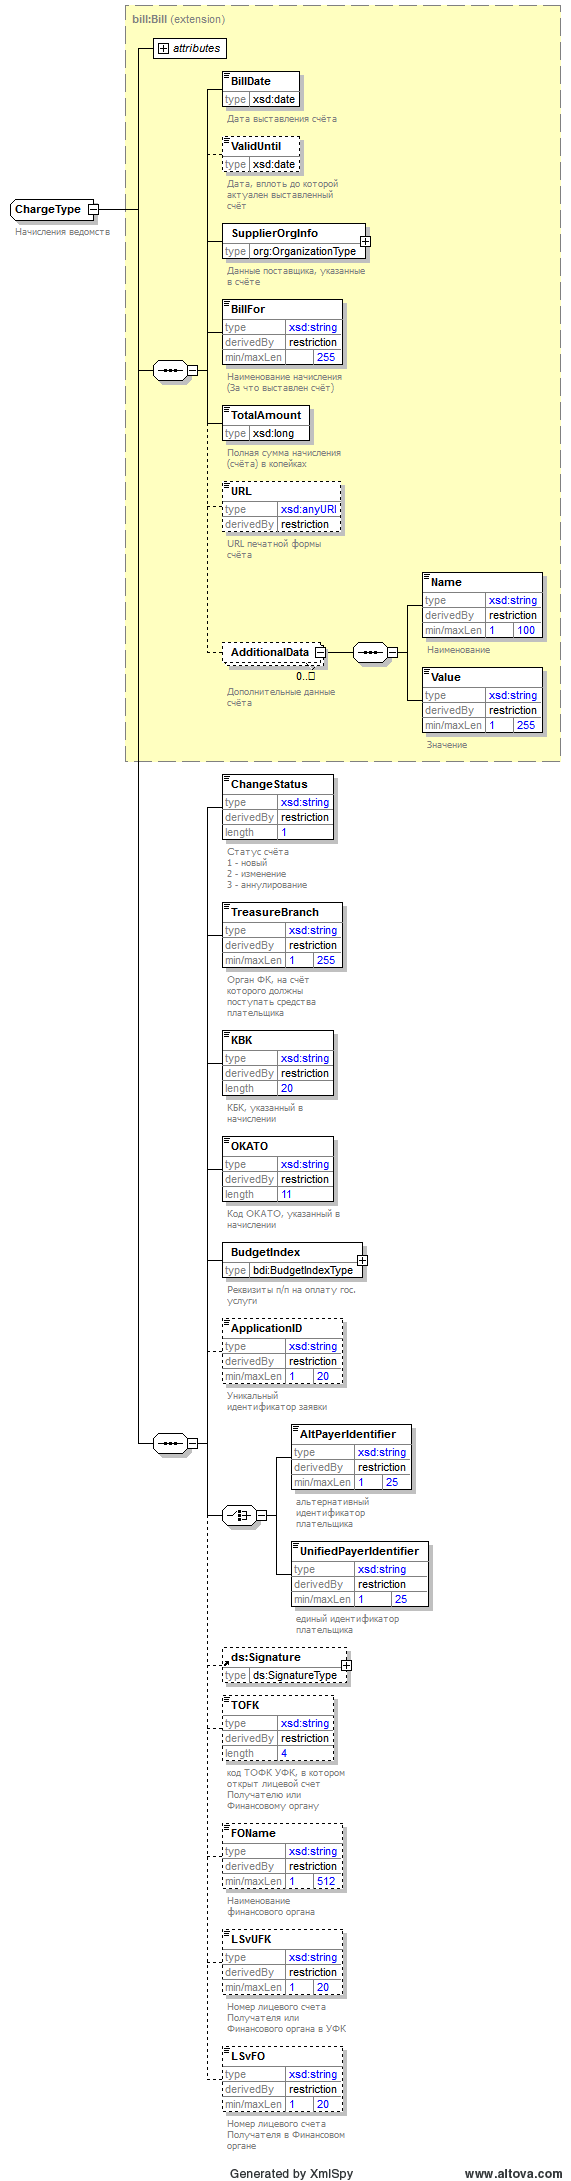 bill:Bill (extension)
attributes
BillDate
type xsd:date
Дата выставления счёта
ValidUntil
type xsd:date
Дата, вплоть до которой
актуален выставленный
счёт
ChargeType
Начисления ведомств
SupplierOrgInfo
type org:OrganizationType
Данные поставщика, указанные
в счёте
BillFor
type xsd:string
derivedBy restriction
min/maxLen 255
Наименование начисления
(За что выставлен счёт)
TotalAmount
type xsd:long
Полная сумма начисления
(счёта) в копейках
URL
type xsd:anyURI
derivedBy restriction
URL печатной формы
счёта
AdditionalData
0..□
Дополнительные данные
счёта
Name
type xsd:string
derivedBy restriction
min/maxLen 1 100
Наименование
Value
type xsd:string
derivedBy restriction
min/maxLen 1 255
Значение
ChangeStatus
type xsd:string
derivedBy restriction
length 1
Статус счёта
1 - новый
2 - изменение
3 - аннулирование
TreasureBranch
type xsd:string
derivedBy restriction
min/maxLen 1 255
Орган ФК, на счёт
которого должны
поступать средства
плательщика
KBK
type xsd:string
derivedBy restriction
length 20
КБК, указанный в
начислении
OKATO
type xsd:string
derivedBy restriction
length 11
Код ОКАТО, указанный в
начислении
BudgetIndex
type bdi:BudgetIndexType
Реквизиты п/п на оплату гос.
услуги
ApplicationID
type xsd:string
derivedBy restriction
min/maxLen 1 20
Уникальный
идентификатор заявки
AltPayerIdentifier
type xsd:string
derivedBy restriction
min/maxLen 1 25
альтернативный
идентификатор
плательщика
UnifiedPayerIdentifier
type xsd:string
derivedBy restriction
min/maxLen 1 25
единый идентификатор
плательщика
ds:Signature
type ds:SignatureType
TOFK
type xsd:string
derivedBy restriction
length 4
код ТОФК УФК, в котором
открыт лицевой счет
Получателю или
Финансовому органу
FOName
type xsd:string
derivedBy restriction
min/maxLen 1 512
Наименование
финансового органа
LSvUFK
type xsd:string
derivedBy restriction
min/maxLen 1 20
Номер лицевого счета
Получателя или
Финансового органа в УФК
LSvFO
type xsd:string
derivedBy restriction
min/maxLen 1 20
Номер лицевого счета
Получателя в Финансовом
органе
Generated by XmlSpy www.altova.com